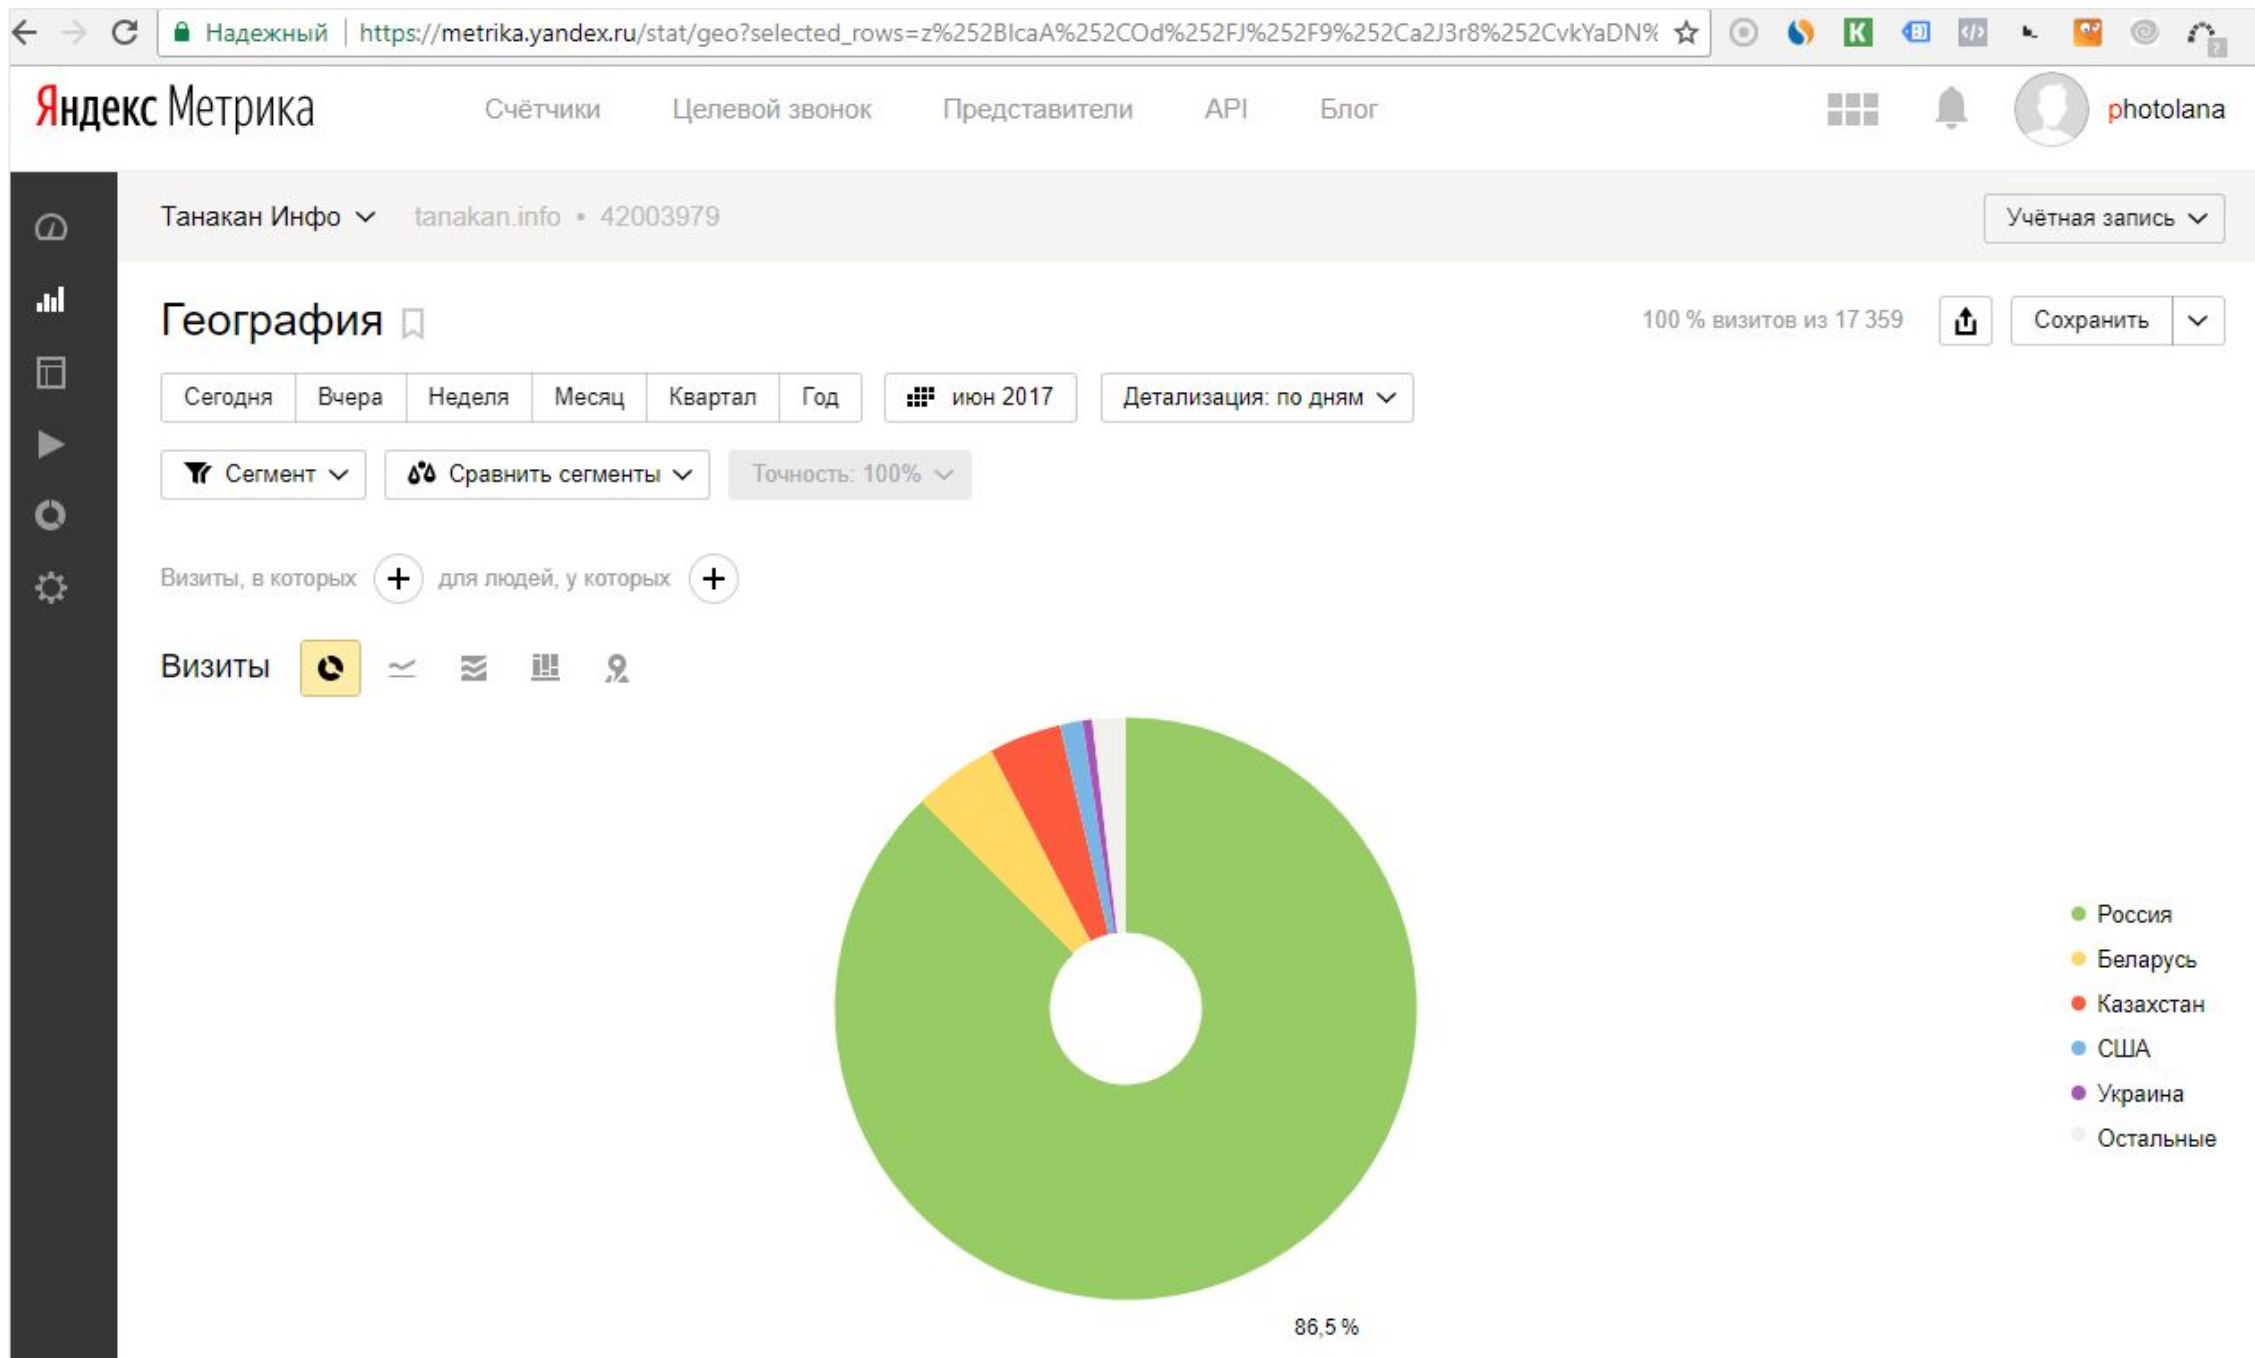 Надежный | https://metrika.yandex.ru/stat/geo?selected_rows=z%252BIcaA%252COd%252FJ%252F9%252Ca2J3r8%252CvkYaDN%
K
Яндекс Метрика Счётчики Целевой звонок Представители API Блог photolana
Танакан Инфо tanakan.info • 42003979 Учётная запись
География 100 % визитов из 17 359 Сохранить
Сегодня Вчера Неделя Месяц Квартал Год июн 2017 Детализация: по дням
Сегмент Сравнить сегменты Точность: 100%
Визиты, в которых + для людей, у которых +
Визиты
Россия
Беларусь
Казахстан
США
Украина
Остальные
86,5 %